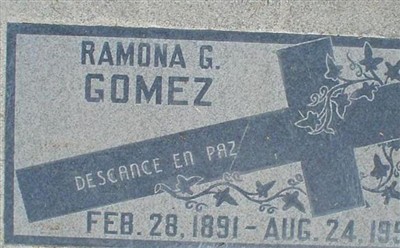 RAMONA G.
GOMEZ
DESCANCE EN PAZ
FEB. 28, 1891 - AUG. 24,